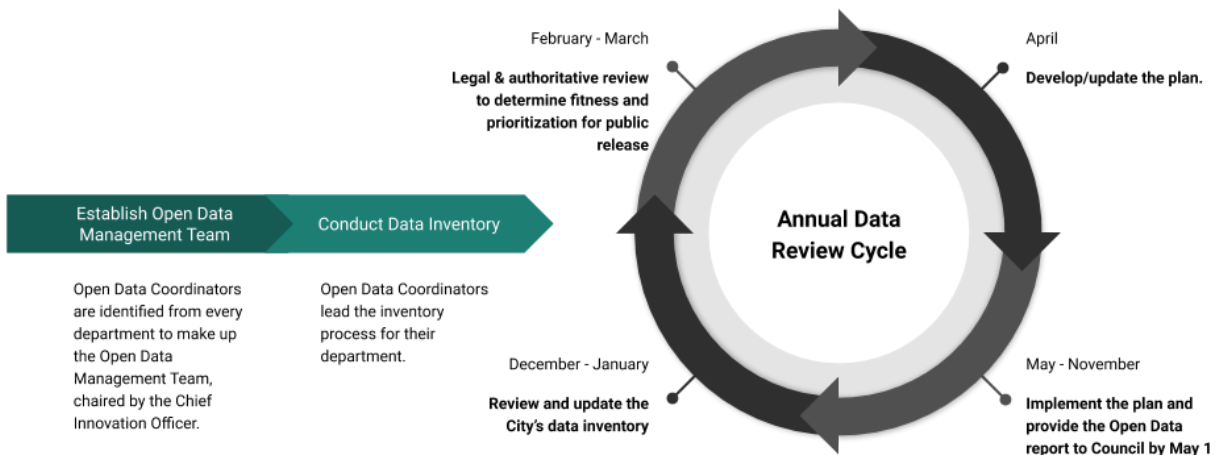 Establish Open Data
Management Team
Open Data Coordinators
are identified from every
department to make up
the Open Data
Management Team,
chaired by the Chief
Innovation Officer.
Conduct Data Inventory
Open Data Coordinators
lead the inventory
process for their
department.
Annual Data
Review Cycle
February - March
Legal & authoritative review
to determine fitness and
prioritization for public
release
April
Develop/update the plan.
May - November
Implement the plan and
provide the Open Data
report to Council by May 1
December - January
Review and update the
City's data inventory